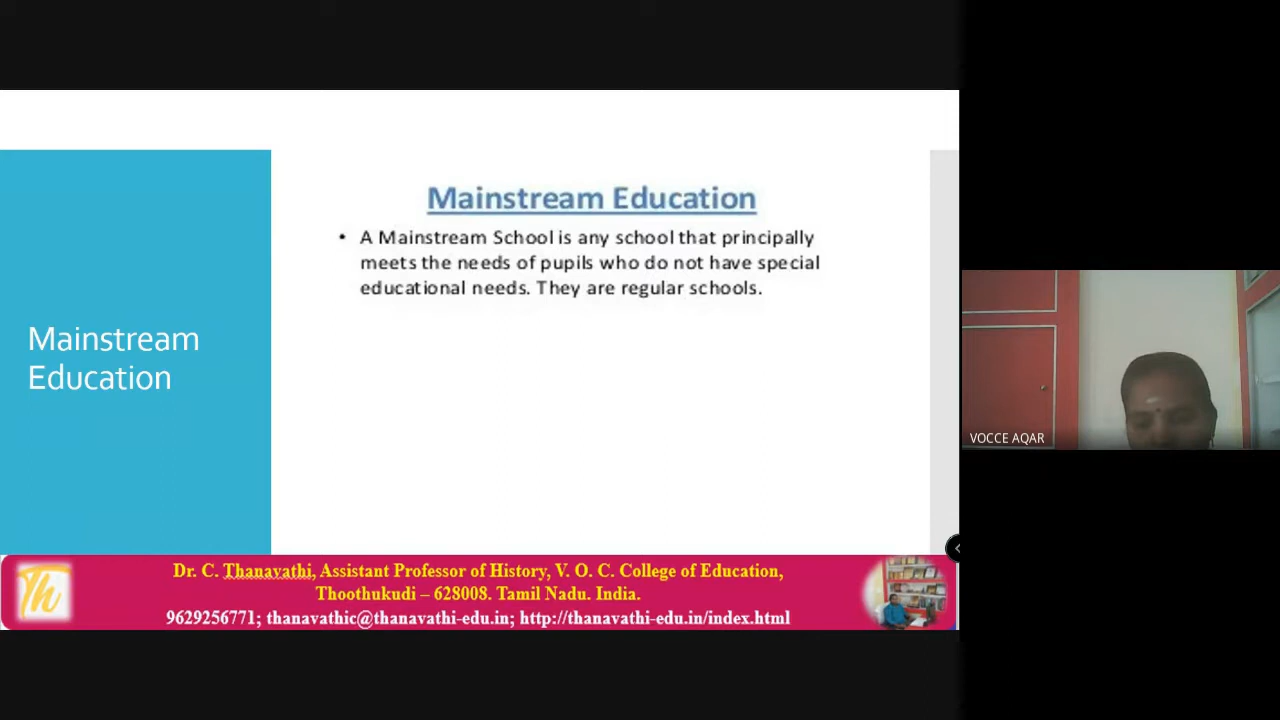 Mainstream
Education
Mainstream Education
• A Mainstream School is any school that principally
meets the needs of pupils who do not have special
educational needs. They are regular schools.
VOCCE AQAR
Th
Dr. C. Thanavathi, Assistant Professor of History, V. O. C. College of Education,
Thoothukudi – 628008. Tamil Nadu. India.
9629256771; thanavathic@thanavathi-edu.in; http://thanavathi-edu.in/index.html